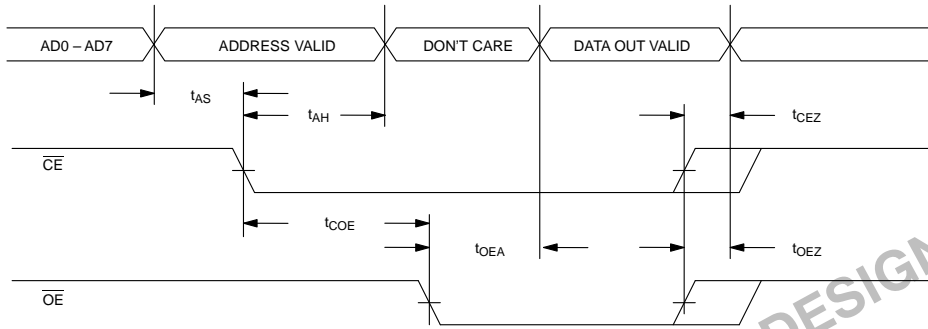 AD0 – AD7 ADDRESS VALID DON'T CARE DATA OUT VALID
tAS
tAH
tCEZ
CE
tCOE
tOEA
tOEZ
OE
DESIGN